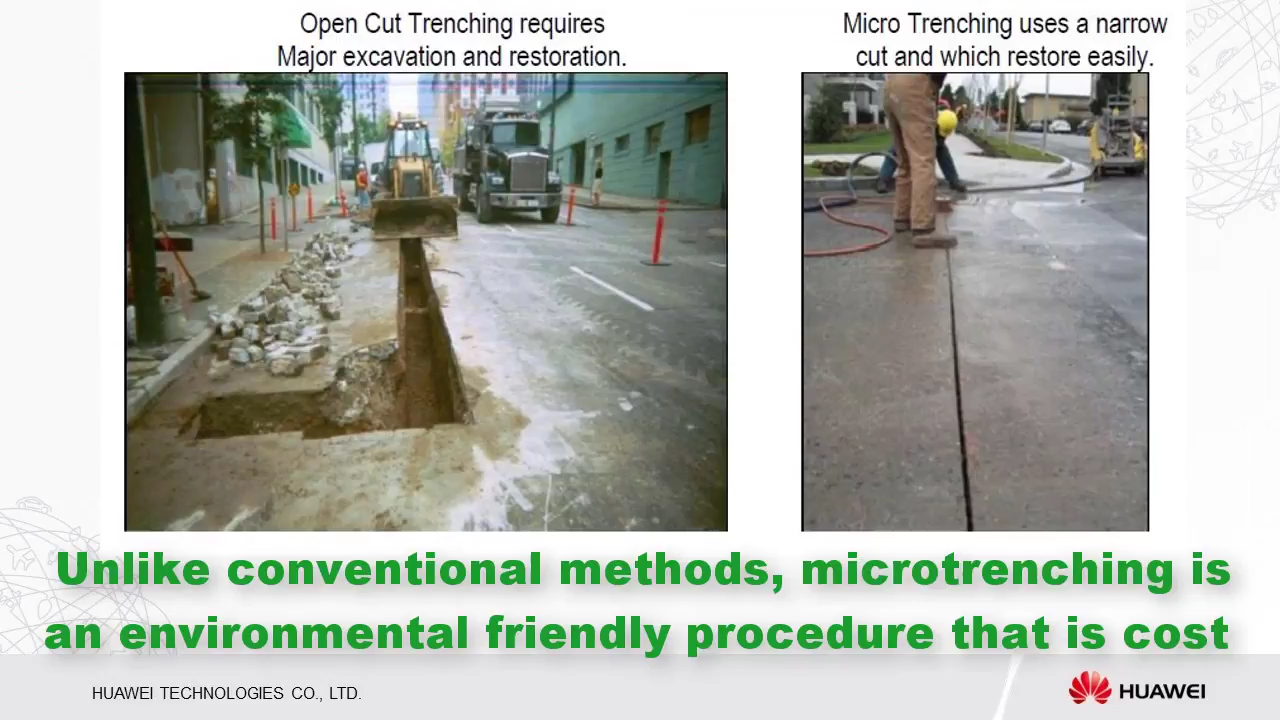 Open Cut Trenching requires
Major excavation and restoration.
Micro Trenching uses a narrow
cut and which restore easily.
Unlike conventional methods, microtrenching is
an environmental friendly procedure that is cost
HUAWEI TECHNOLOGIES CO., LTD.
HUAWEI